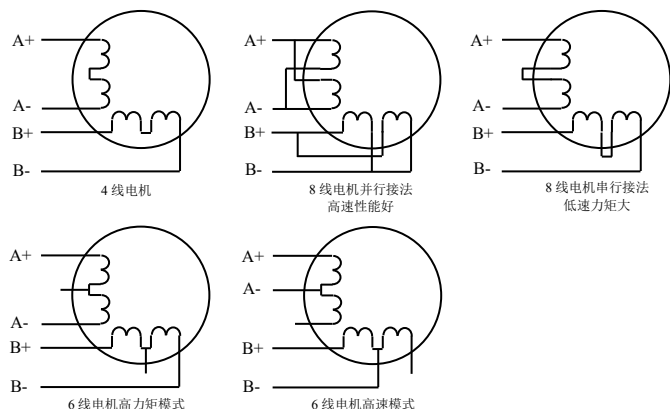 A+
A-
B+
B-
4 线电机
A+
A-
B+
B-
8 线电机并行接法
高速性能好
A+
A-
B+
B-
8 线电机串行接法
低速力矩大
A+
A-
B+
B-
6 线电机高力矩模式
A+
A-
B+
B-
6 线电机高速模式